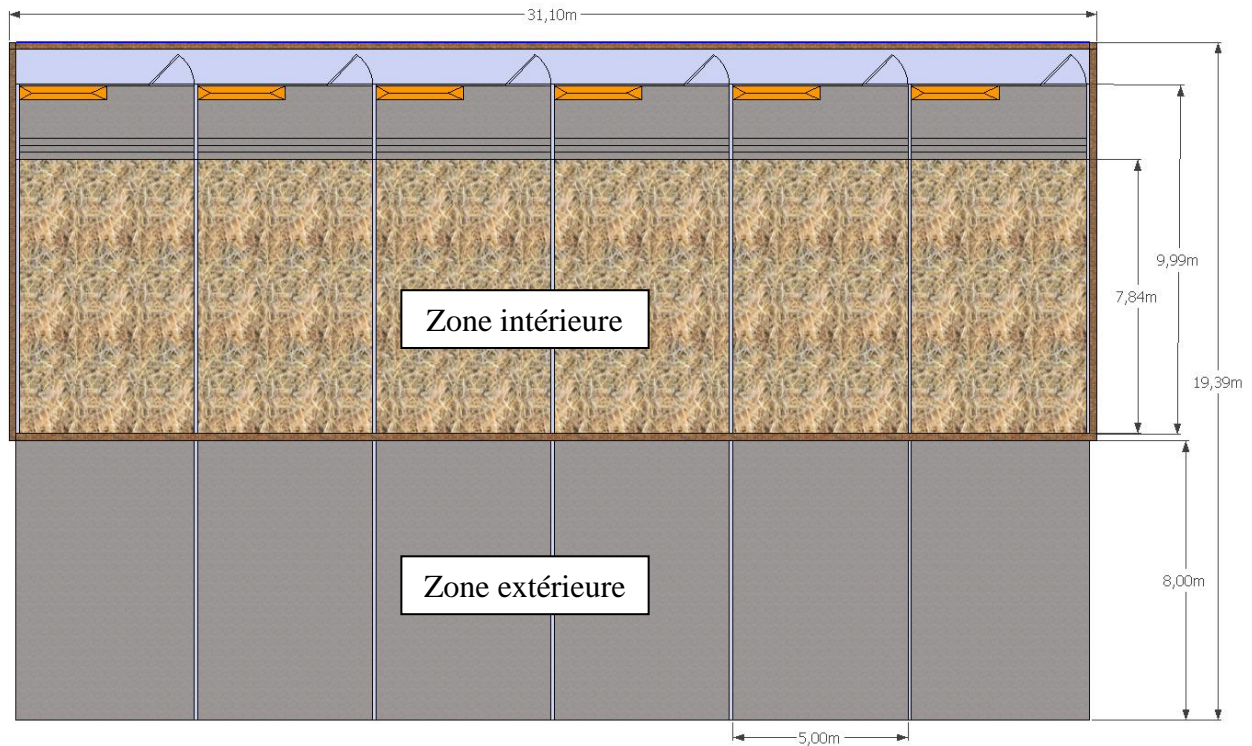 31,10m
9,99m
7,84m
Zone intérieure
19,39m
Zone extérieure
8,00m
5,00m